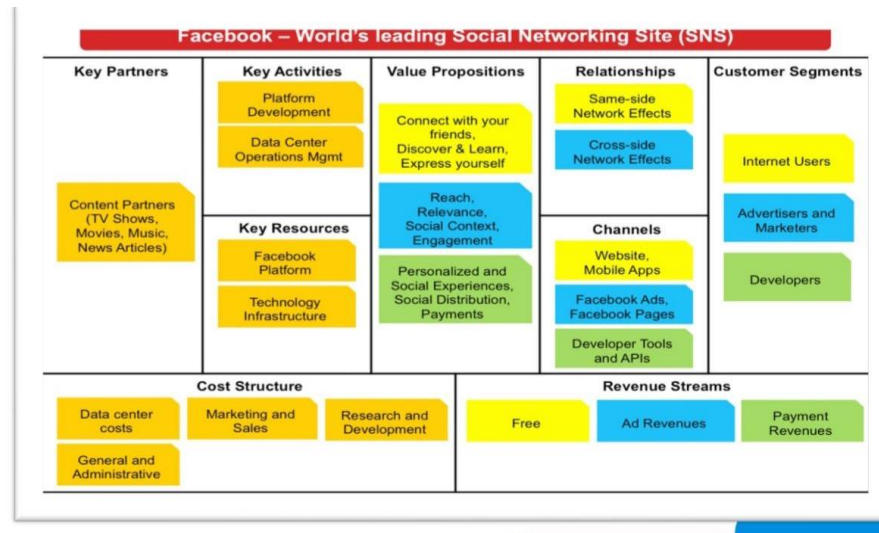 Facebook – World's leading Social Networking Site (SNS)
Key Partners
Content Partners
(TV Shows,
Movies, Music,
News Articles)
Key Activities
Platform
Development
Data Center
Operations Mgmt
Key Resources
Facebook
Platform
Technology
Infrastructure
Value Propositions
Connect with your
friends,
Discover & Learn,
Express yourself
Reach,
Relevance,
Social Context,
Engagement
Personalized and
Social Experiences,
Social Distribution,
Payments
Relationships
Same-side
Network Effects
Cross-side
Network Effects
Channels
Website,
Mobile Apps
Facebook Ads,
Facebook Pages
Developer Tools
and APIs
Customer Segments
Internet Users
Advertisers and
Marketers
Developers
Cost Structure
Data center
costs
Marketing and
Sales
Research and
Development
General and
Administrative
Revenue Streams
Free
Ad Revenues
Payment
Revenues